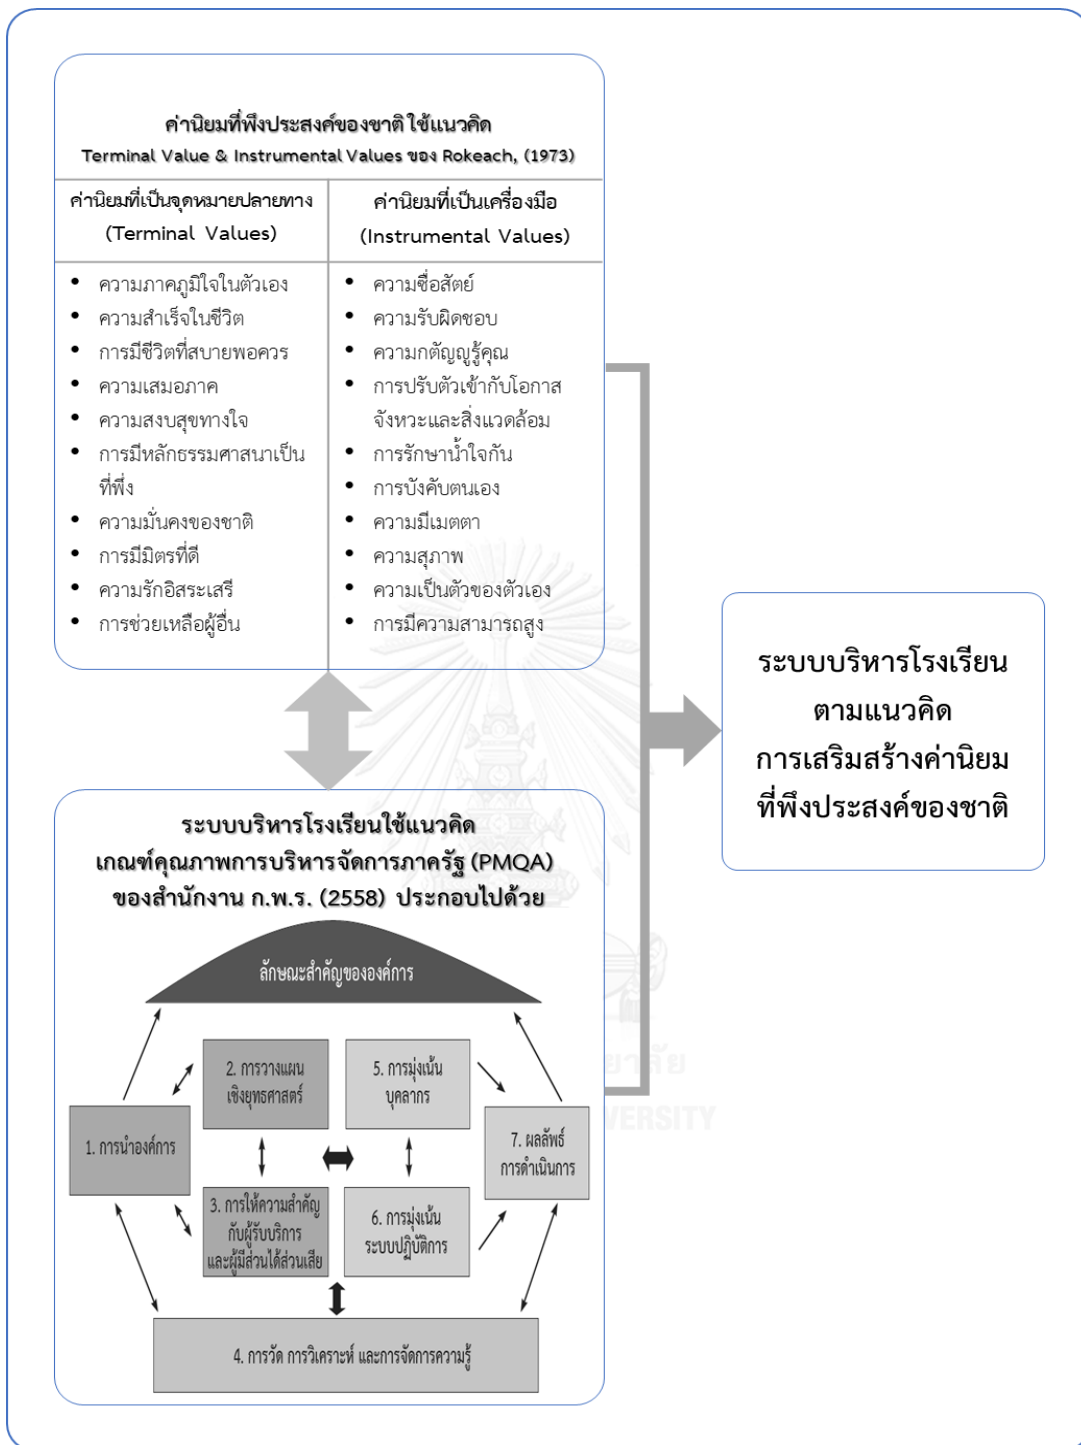 ค่านิยมที่พึงประสงค์ของชาติ ใช้แนวคิด
Terminal Value & Instrumental Values ของ Rokeach, (1973)
ค่านิยมที่เป็นจุดหมายปลายทาง
(Terminal Values)
• ความภาคภูมิใจในตัวเอง
• ความสำเร็จในชีวิต
• การมีชีวิตที่สบายพอควร
• ความเสมอภาค
• ความสงบสุขทางใจ
• การมีหลักธรรมศาสนาเป็น
ที่พึ่ง
• ความมั่นคงของชาติ
• การมีมิตรที่ดี
• ความรักอิสระเสรี
• การช่วยเหลือผู้อื่น
ค่านิยมที่เป็นเครื่องมือ
(Instrumental Values)
• ความซื่อสัตย์
• ความรับผิดชอบ
• ความกตัญญูรู้คุณ
• การปรับตัวเข้ากับโอกาส
จังหวะและสิ่งแวดล้อม
• การรักษาน้ำใจกัน
• การบังคับตนเอง
• ความมีเมตตา
• ความสุภาพ
• ความเป็นตัวของตัวเอง
• การมีความสามารถสูง
ระบบบริหารโรงเรียน
ตามแนวคิด
การเสริมสร้างค่านิยม
ที่พึงประสงค์ของชาติ
ระบบบริหารโรงเรียนใช้แนวคิด
เกณฑ์คุณภาพการบริหารจัดการภาครัฐ (PMQA)
ของสำนักงาน ก.พ.ร. (2558) ประกอบไปด้วย
ลักษณะสำคัญขององค์การ
1. การนำองค์การ
2. การวางแผน
เชิงยุทธศาสตร์
3. การให้ความสำคัญ
กับผู้รับบริการ
และผู้มีส่วนได้ส่วนเสีย
5. การมุ่งเน้น
บุคลากร
6. การมุ่งเน้น
ระบบปฏิบัติการ
7. ผลลัพธ์
การดำเนินการ
4. การวัด การวิเคราะห์ และการจัดการความรู้
ยาลัย
VERSITY